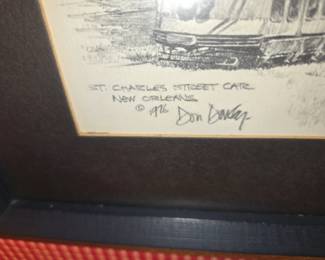 ST. CHARLES STREET CAR
NEW ORLEANS
© 1976 Don Davey